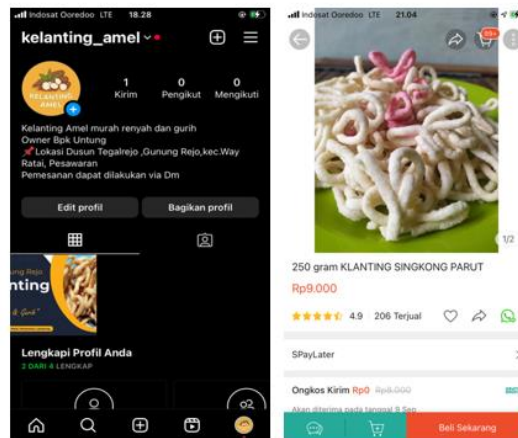 Indosat Ooredoo LTE 18.28
kelanting_amel
KELANTING
AMEL
1 0 0
Kirim Pengikut Mengikuti
Kelanting Amel murah renyah dan gurih
Owner Bpk Untung
📌Lokasi Dusun Tegalrejo ,Gunung Rejo,kec.Way
Ratai, Pesawaran
Pemesanan dapat dilakukan via Dm
Edit profil Bagikan profil
ung Rejo
nting
& Gurih"
Lengkapi Profil Anda
2 DARI 4 LENGKAP
Indosat Ooredoo LTE 21.04
99+
1/2
250 gram KLANTING SINGKONG PARUT
Rp9.000
4.9 206 Terjual
SPayLater
Ongkos Kirim Rp0 Rp8.000
Akan diterima pada tanggal 9 Sep
Beli Sekarang